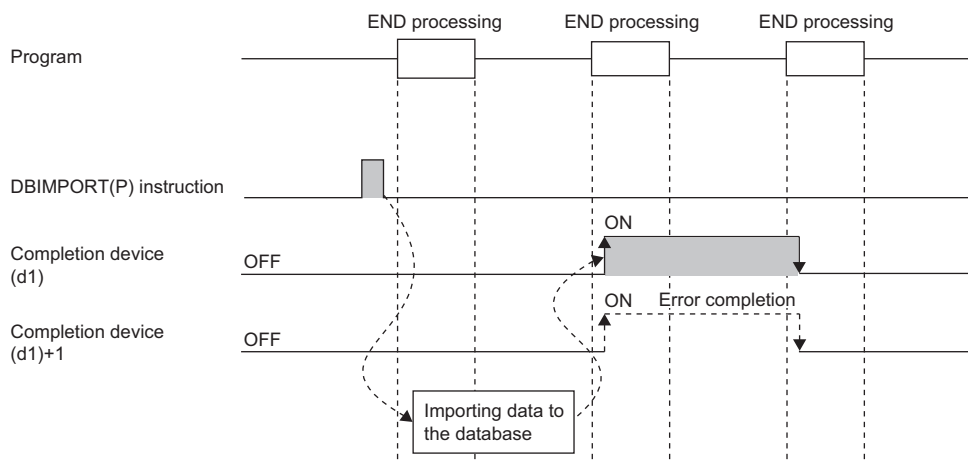 END processing
END processing
END processing
Program
DBIMPORT(P) instruction
ON
Completion device
(d1)
OFF
ON
Error completion
Completion device
(d1)+1
OFF
Importing data to
the database